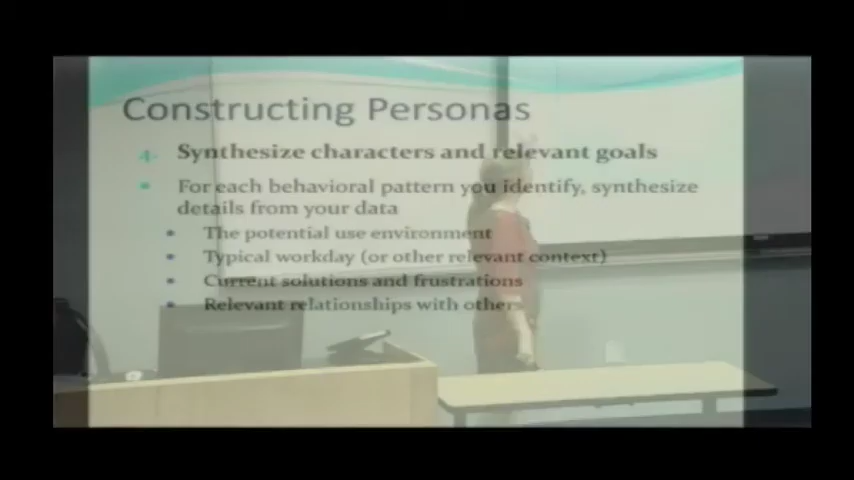 Constructing Personas
4. Synthesize characters and relevant goals
For each behavioral pattern you identify, synthesize
details from your data
The potential use environment
Typical workday (or other relevant context)
Current solutions and frustrations
Relevant relationships with others